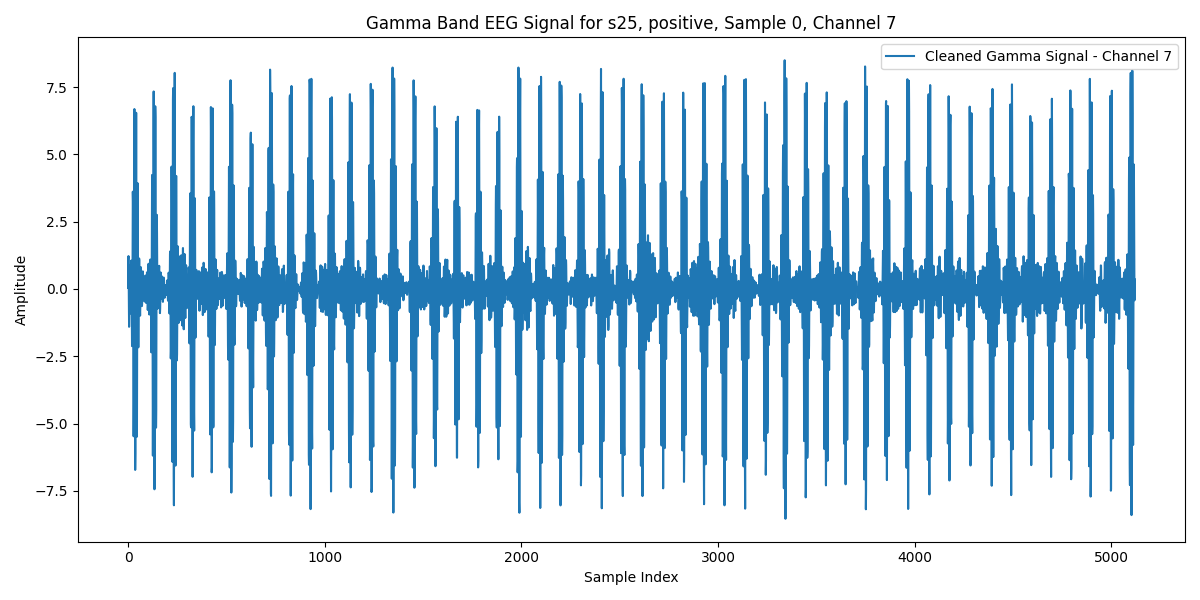 Gamma Band EEG Signal for s25, positive, Sample 0, Channel 7
Cleaned Gamma Signal - Channel 7
7.5
5.0
2.5
0.0
−2.5
−5.0
−7.5
Amplitude
0 1000 2000 3000 4000 5000
Sample Index